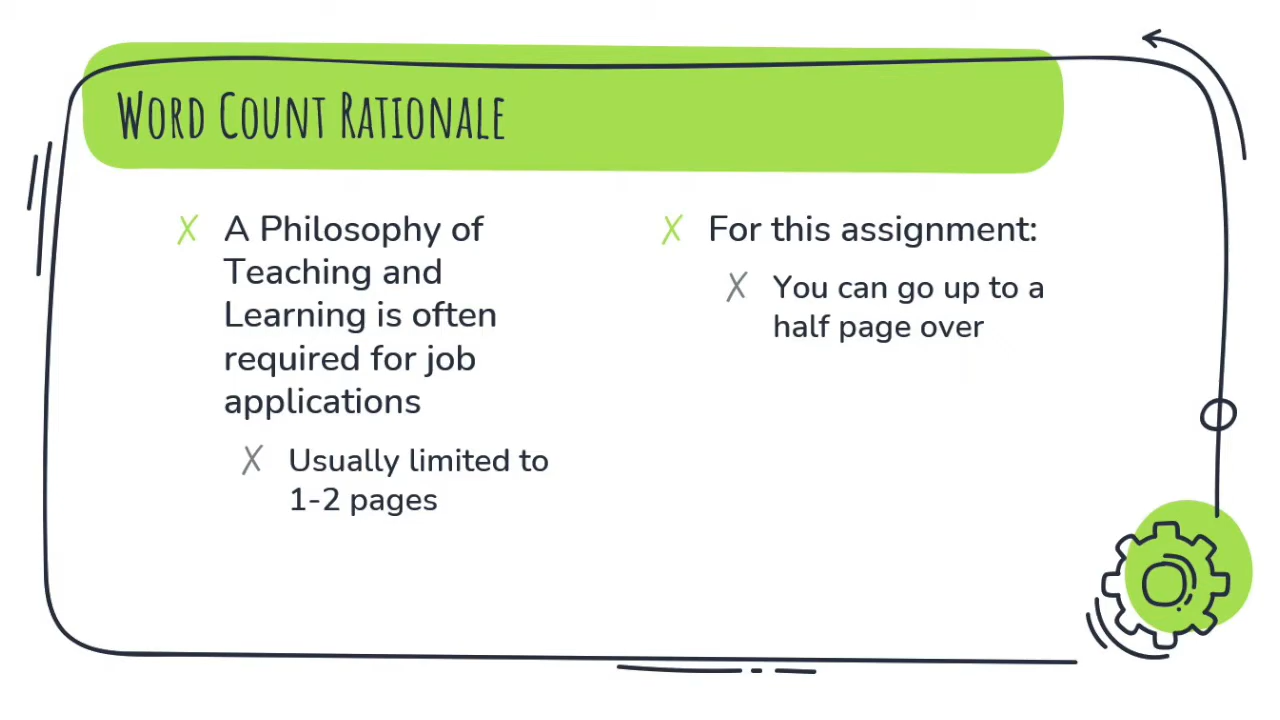 Word Count Rationale
A Philosophy of
Teaching and
Learning is often
required for job
applications
Usually limited to
1-2 pages
For this assignment:
You can go up to a
half page over